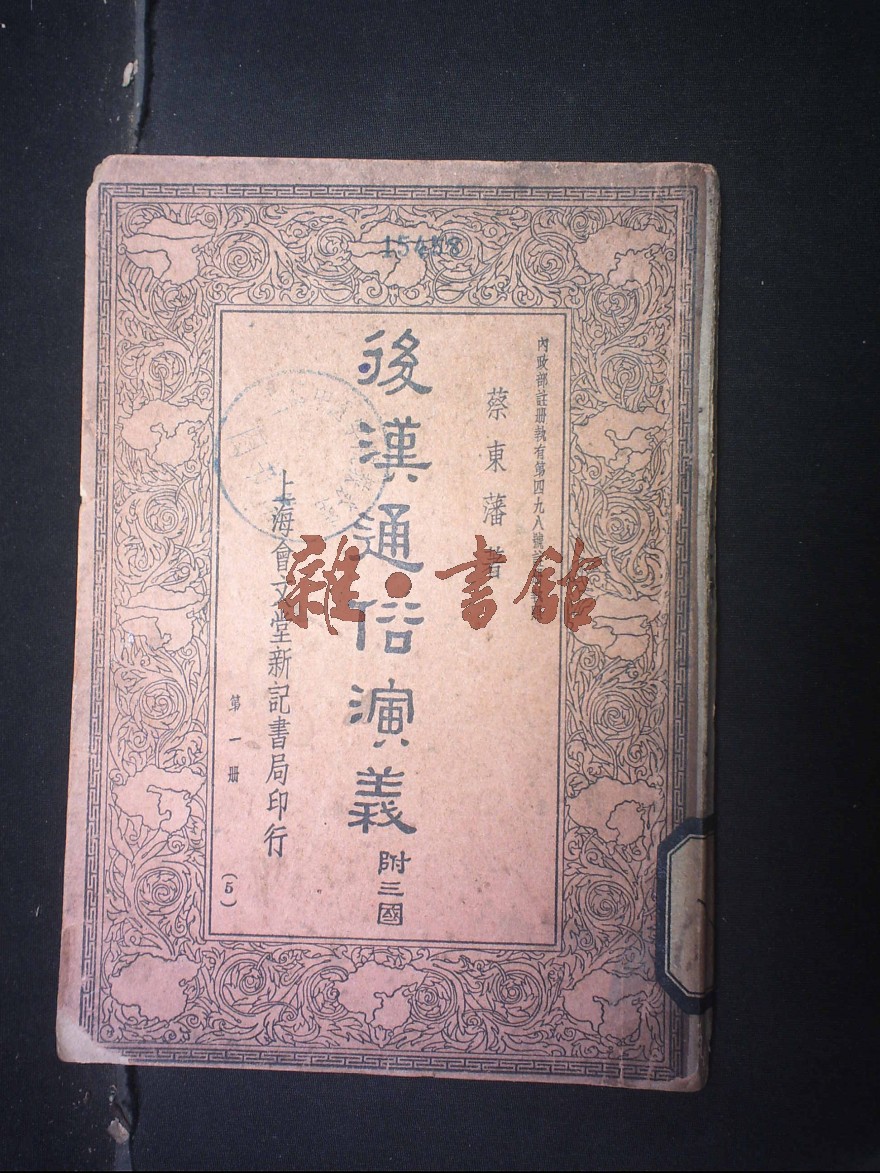 15458
內政部註册執有第四九八號
蔡東藩著
後漢通俗演義
附三國
上海會文堂新記書局印行
第一册
(5)
雜·書館